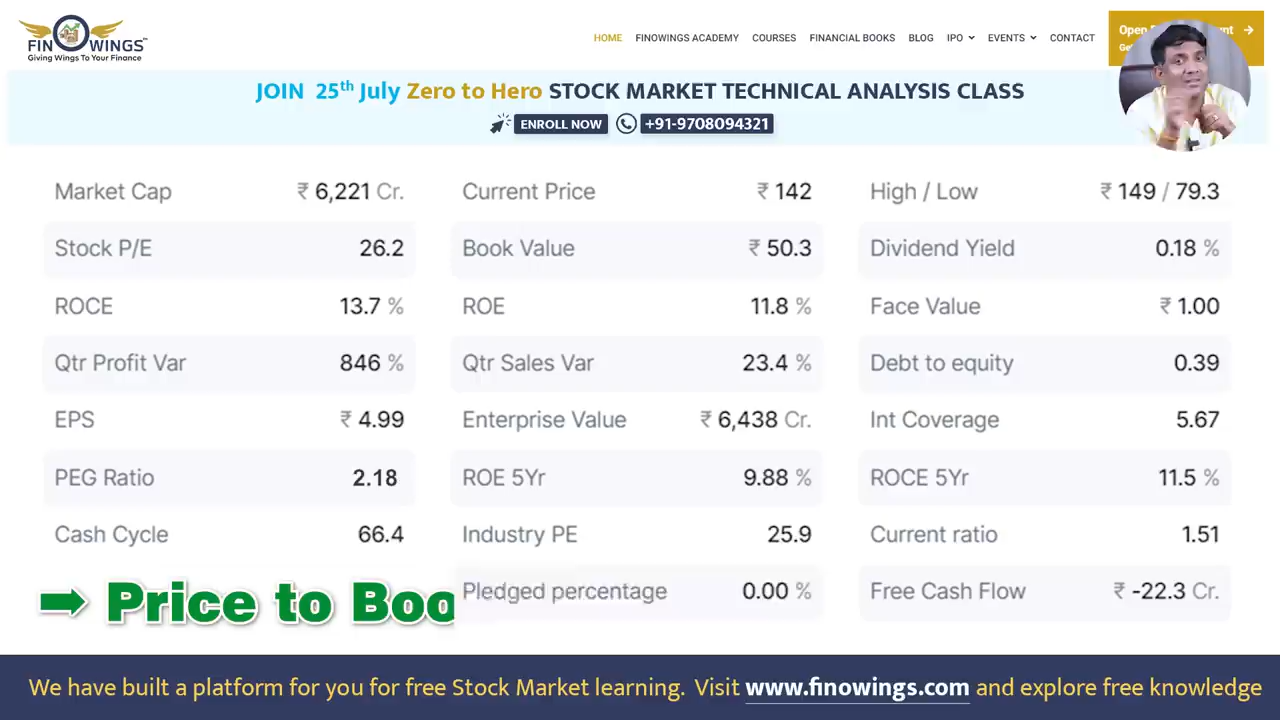 FINOWINGS
Giving Wings To Your Finance
HOME FINOWINGS ACADEMY COURSES FINANCIAL BOOKS BLOG IPO EVENTS CONTACT
Open
JOIN 25th July Zero to Hero STOCK MARKET TECHNICAL ANALYSIS CLASS
ENROLL NOW +91-9708094321
Market Cap ₹ 6,221 Cr. Current Price ₹ 142 High / Low ₹ 149 / 79.3
Stock P/E 26.2 Book Value ₹ 50.3 Dividend Yield 0.18 %
ROCE 13.7 % ROE 11.8 % Face Value ₹ 1.00
Qtr Profit Var 846 % Qtr Sales Var 23.4 % Debt to equity 0.39
EPS ₹ 4.99 Enterprise Value ₹ 6,438 Cr. Int Coverage 5.67
PEG Ratio 2.18 ROE 5Yr 9.88 % ROCE 5Yr 11.5 %
Cash Cycle 66.4 Industry PE 25.9 Current ratio 1.51
➡ Price to Boo Pledged percentage 0.00 % Free Cash Flow ₹ -22.3 Cr.
We have built a platform for you for free Stock Market learning. Visit www.finowings.com and explore free knowledge